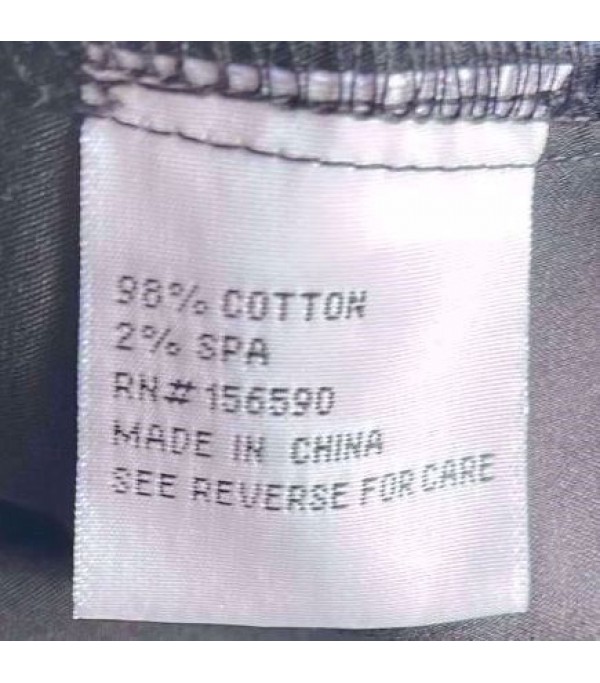 98% COTTON
2% SPA
RN# 156590
MADE IN CHINA
SEE REVERSE FOR CARE